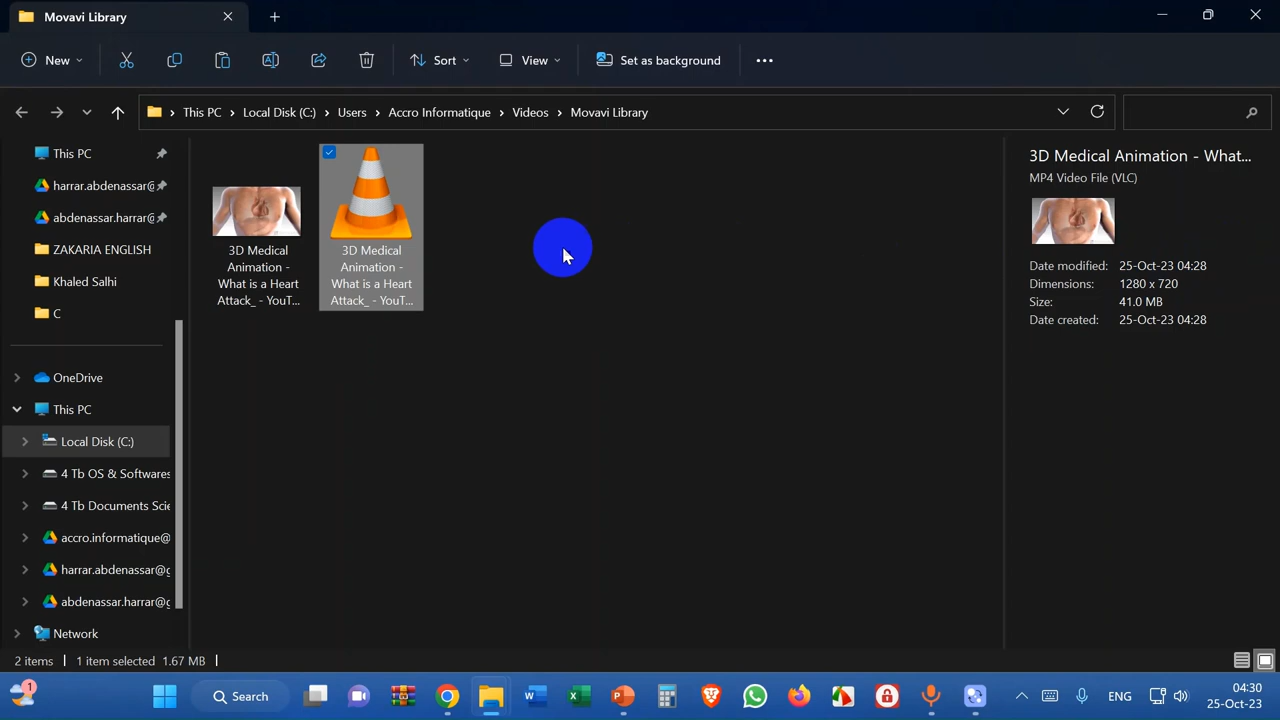 Movavi Library
New
Sort
View
Set as background
This PC
Local Disk (C:)
Users
Accro Informatique
Videos
Movavi Library
This PC
harrar.abdenassar@
abdenassar.harrar@
ZAKARIA ENGLISH
Khaled Salhi
C
OneDrive
This PC
Local Disk (C:)
4 Tb OS & Softwares
4 Tb Documents Scie
accro.informatique@
harrar.abdenassar@g
abdenassar.harrar@g
Network
3D Medical
Animation -
What is a Heart
Attack_ - YouT...
3D Medical
Animation -
What is a Heart
Attack_ - YouT...
3D Medical Animation - What...
MP4 Video File (VLC)
Date modified: 25-Oct-23 04:28
Dimensions: 1280 x 720
Size: 41.0 MB
Date created: 25-Oct-23 04:28
2 items
1 item selected 1.67 MB
1
Search
ENG
04:30
25-Oct-23